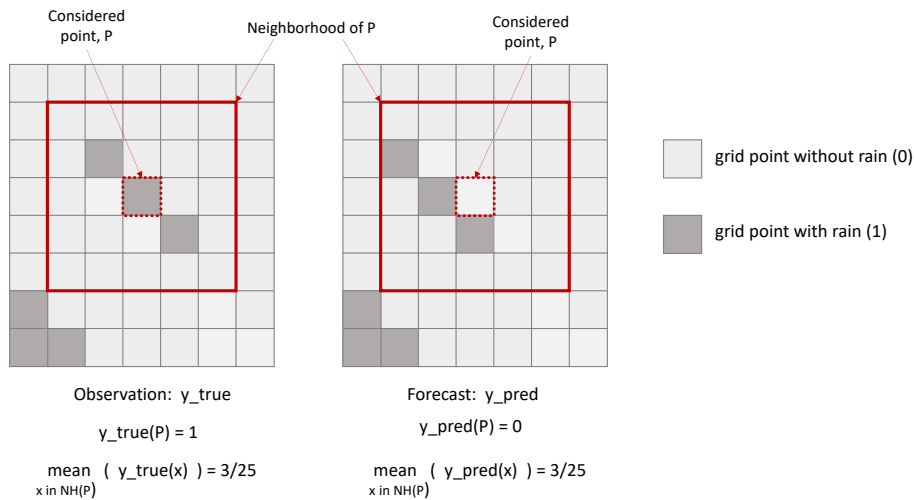 Considered
point, P
Neighborhood of P
Considered
point, P
grid point without rain (0)
grid point with rain (1)
Observation: y_true
Forecast: y_pred
y_true(P) = 1
y_pred(P) = 0
mean ( y_true(x) ) = 3/25
x in NH(P)
mean ( y_pred(x) ) = 3/25
x in NH(P)